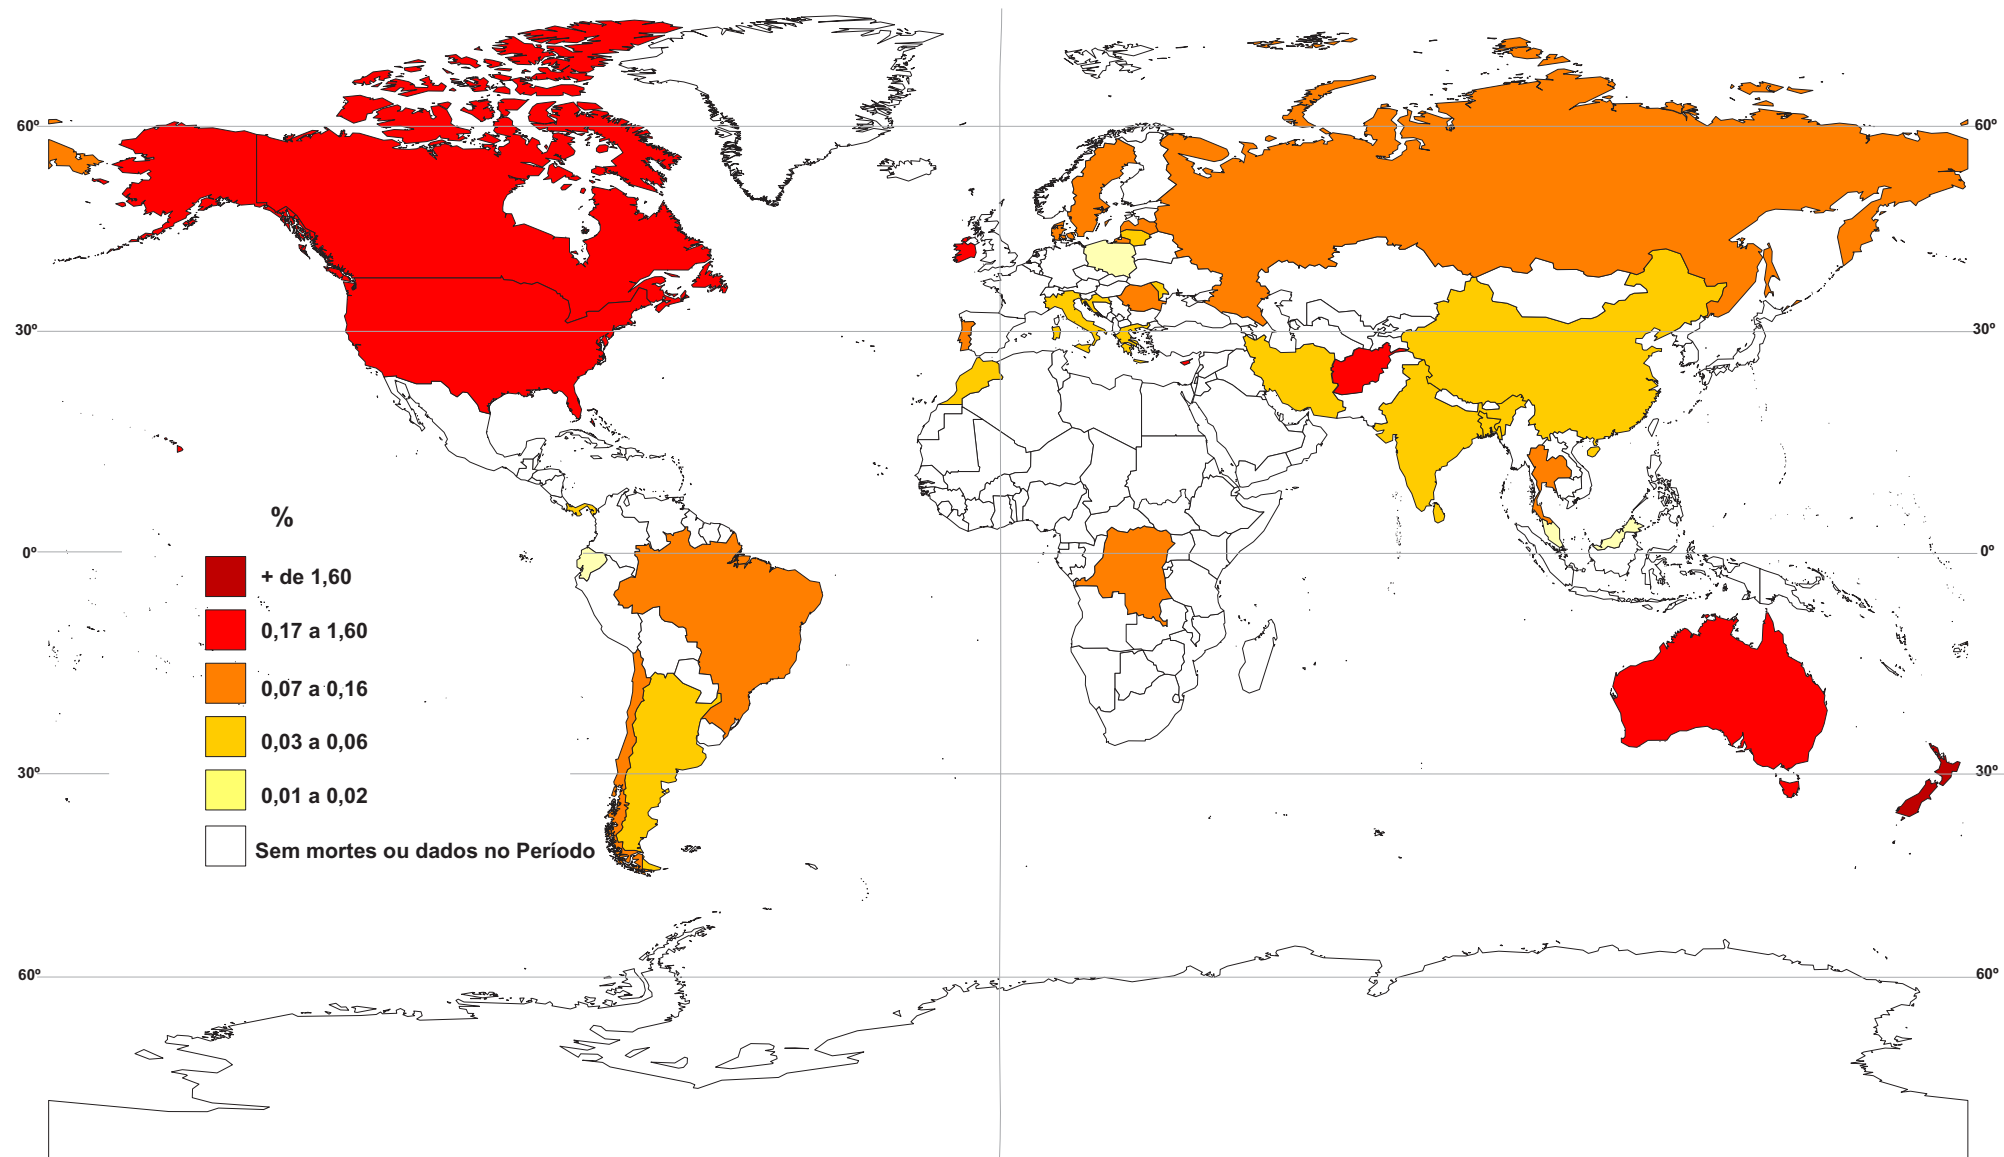 60º
60º
30º
30º
%
0º
0º
+ de 1,60
0,17 a 1,60
0,07 a 0,16
0,03 a 0,06
30º
30º
0,01 a 0,02
Sem mortes ou dados no Período
60º
60º